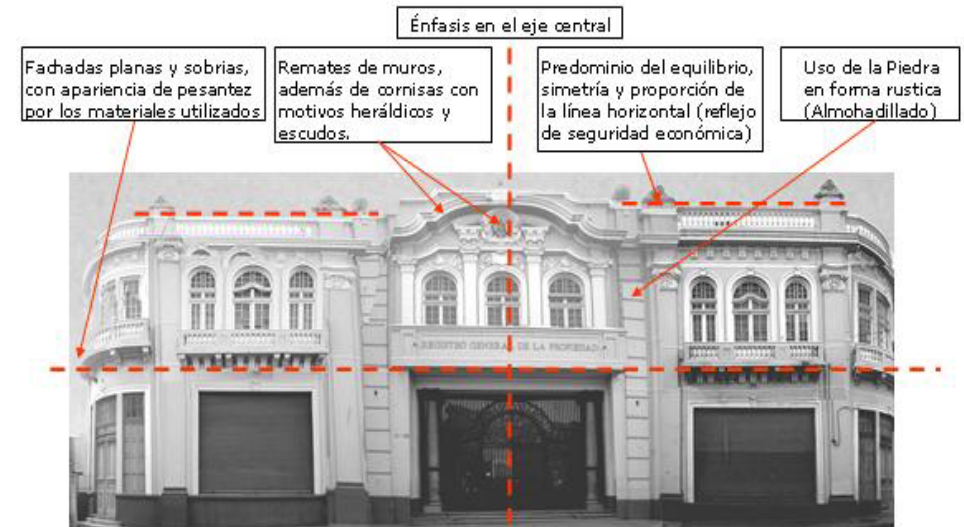 Énfasis en el eje central
Fachadas planas y sobrias,
con apariencia de pesantez
por los materiales utilizados
Remates de muros,
además de cornisas con
motivos heráldicos y
escudos.
Predominio del equilibrio,
simetría y proporción de
la línea horizontal (reflejo
de seguridad económica)
Uso de la Piedra
en forma rustica
(Almohadillado)
REGISTRO GENERAL DE LA PROPIEDAD